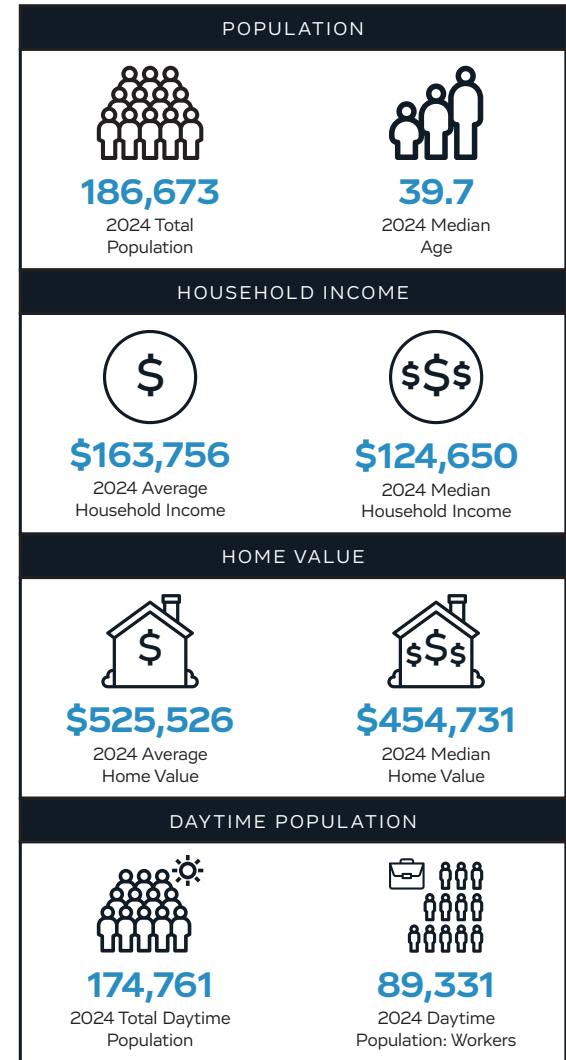 POPULATION
186,673
2024 Total
Population
39.7
2024 Median
Age
HOUSEHOLD INCOME
$
$163,756
2024 Average
Household Income
$$$
$124,650
2024 Median
Household Income
HOME VALUE
$
$525,526
2024 Average
Home Value
$$$
$454,731
2024 Median
Home Value
DAYTIME POPULATION
174,761
2024 Total Daytime
Population
89,331
2024 Daytime
Population: Workers